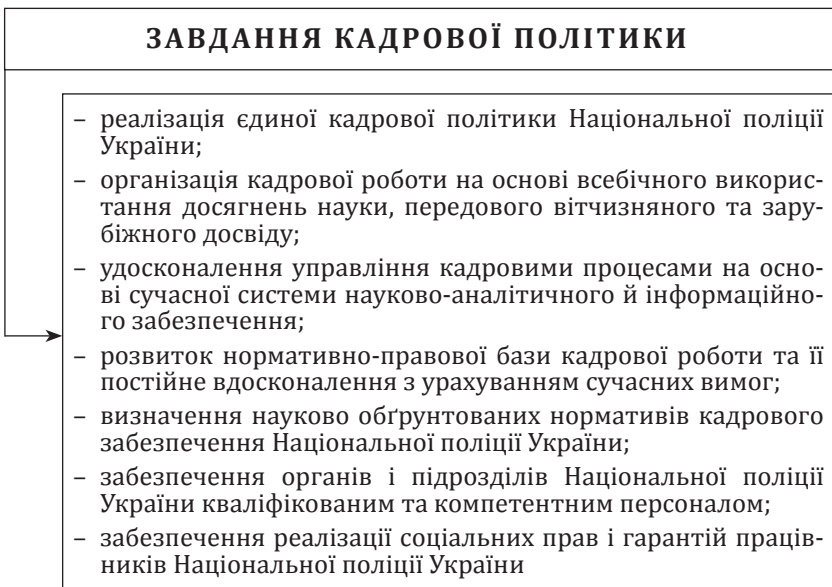 ЗАВДАННЯ КАДРОВОЇ ПОЛІТИКИ
– реалізація єдиної кадрової політики Національної поліції
України;
– організація кадрової роботи на основі всебічного викорис-
тання досягнень науки, передового вітчизняного та зару-
біжного досвіду;
– удосконалення управління кадровими процесами на осно-
ві сучасної системи науково-аналітичного й інформаційно-
го забезпечення;
– розвиток нормативно-правової бази кадрової роботи та її
постійне вдосконалення з урахуванням сучасних вимог;
– визначення науково обґрунтованих нормативів кадрового
забезпечення Національної поліції України;
– забезпечення органів і підрозділів Національної поліції
України кваліфікованим та компетентним персоналом;
– забезпечення реалізації соціальних прав і гарантій праців-
ників Національної поліції України